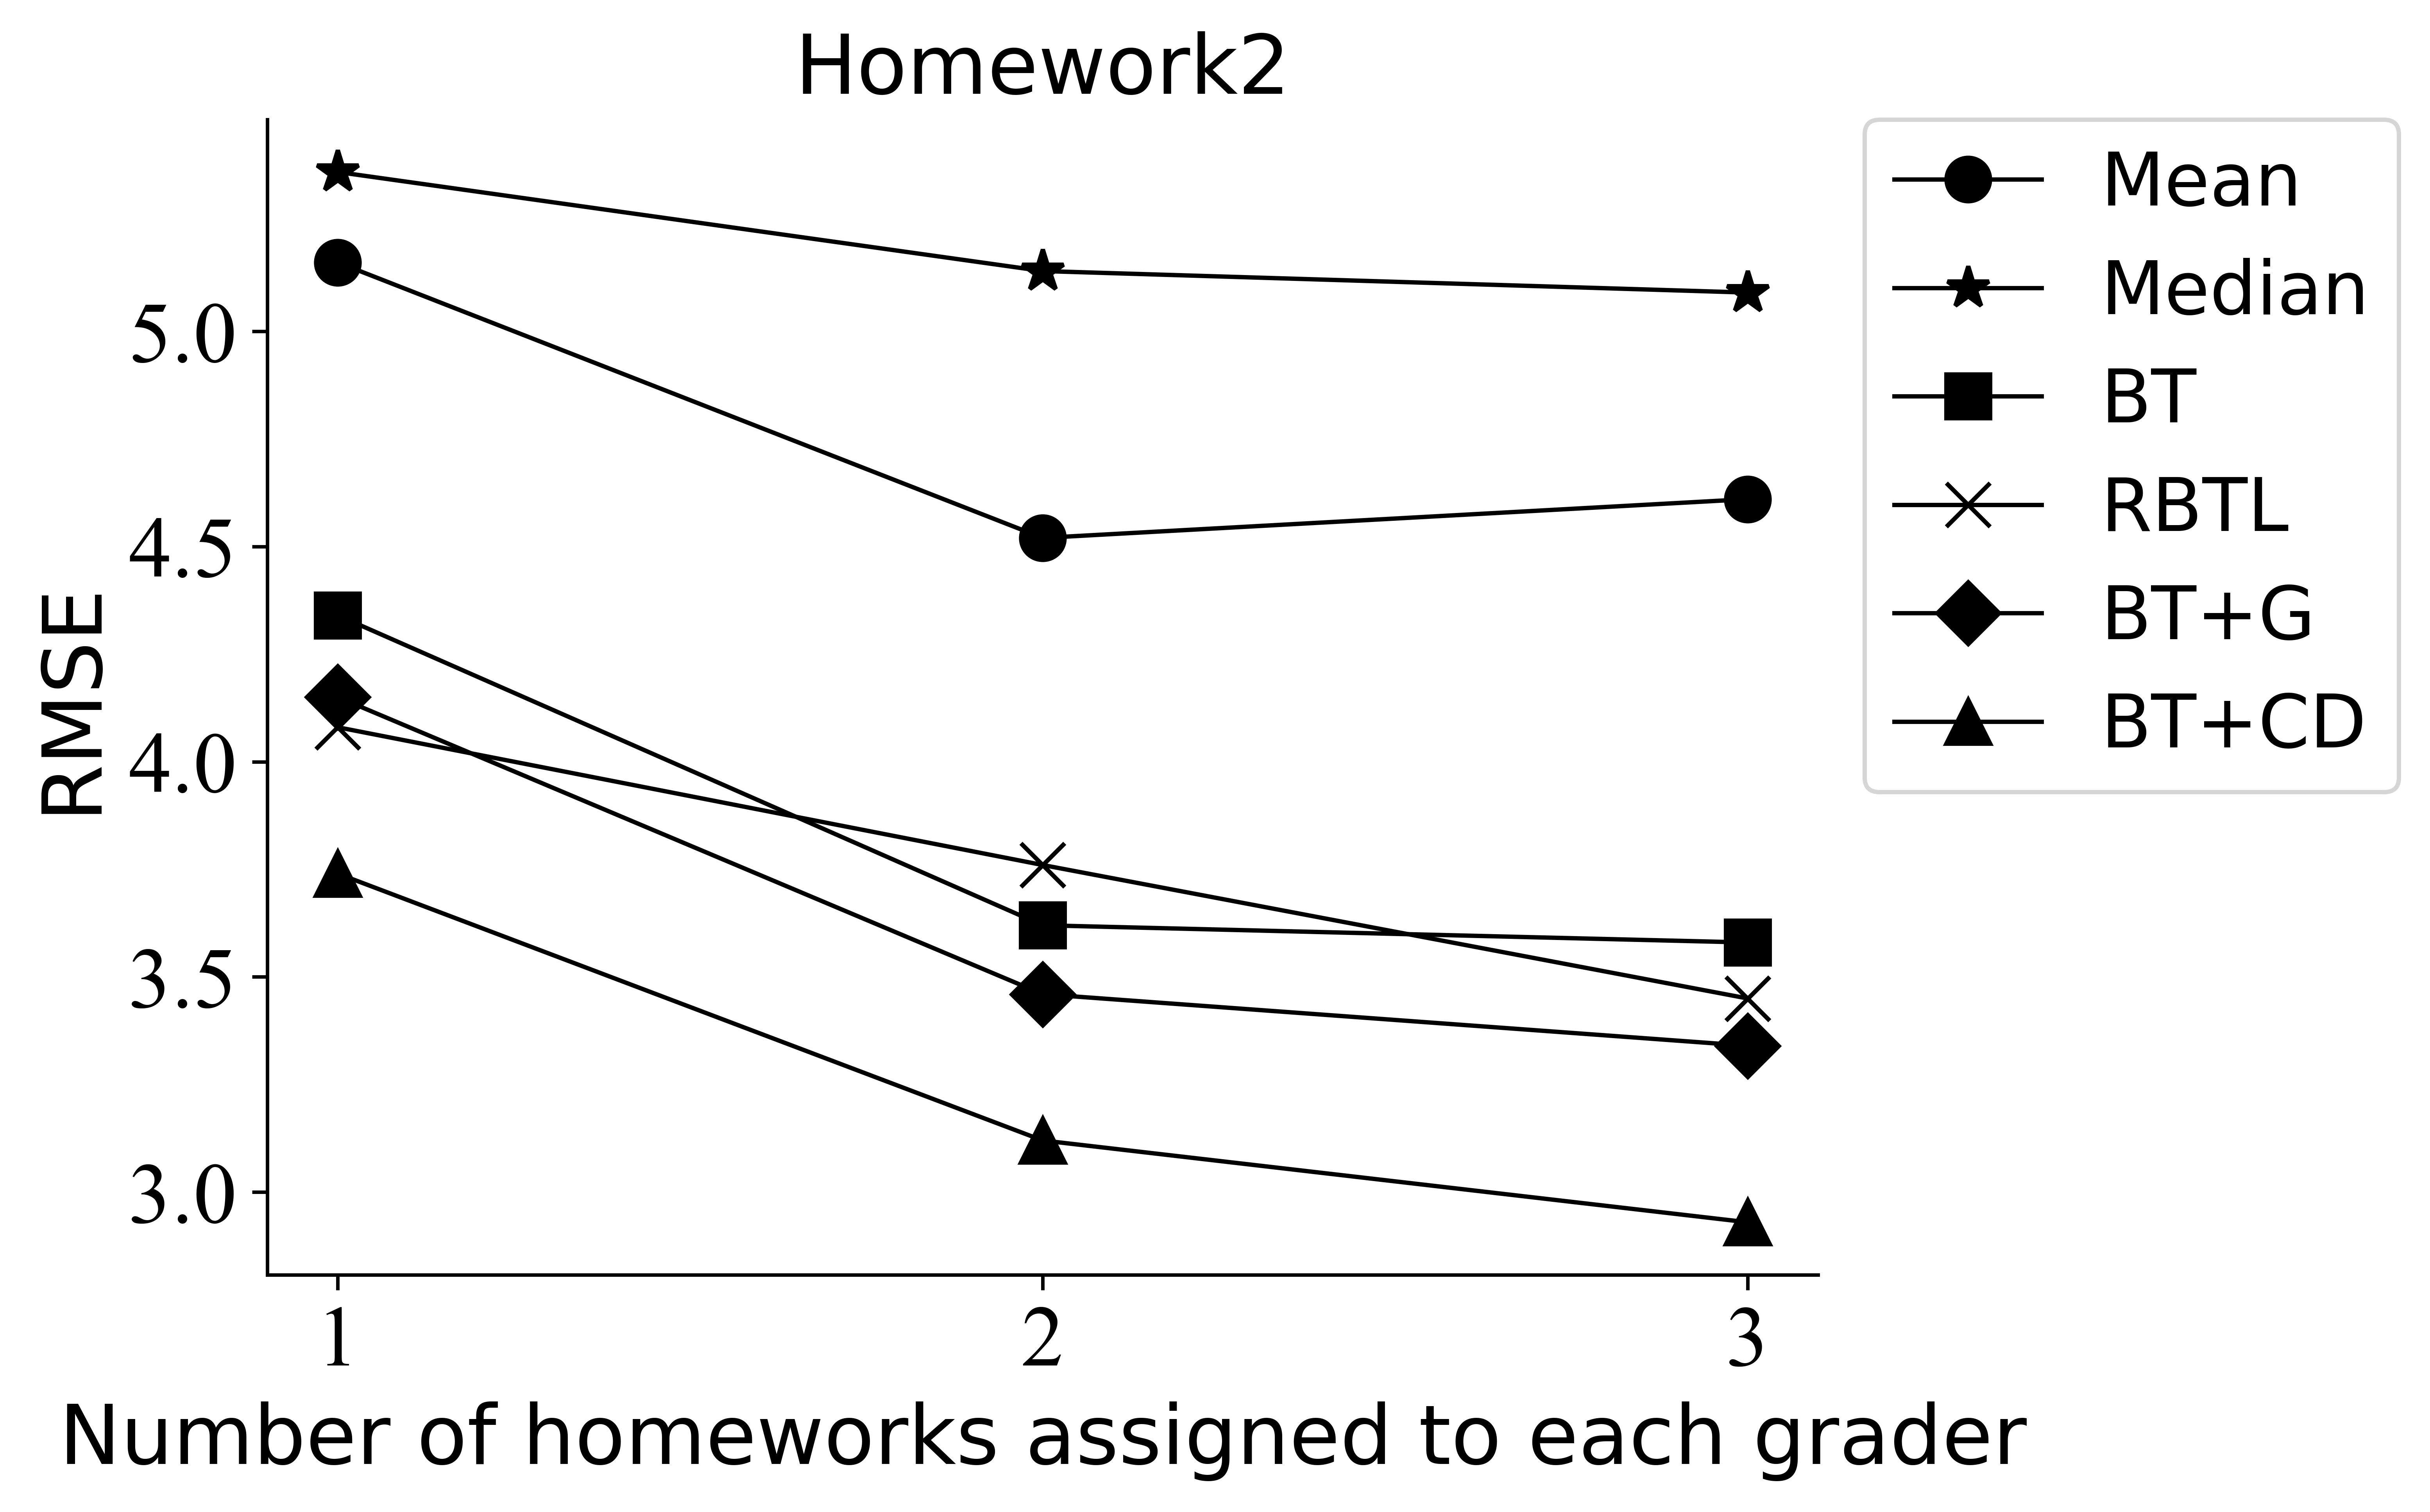 Homework2
RMSE
5.0
4.5
4.0
3.5
3.0
1 2 3
Number of homeworks assigned to each grader
Mean
Median
BT
RBTL
BT+G
BT+CD